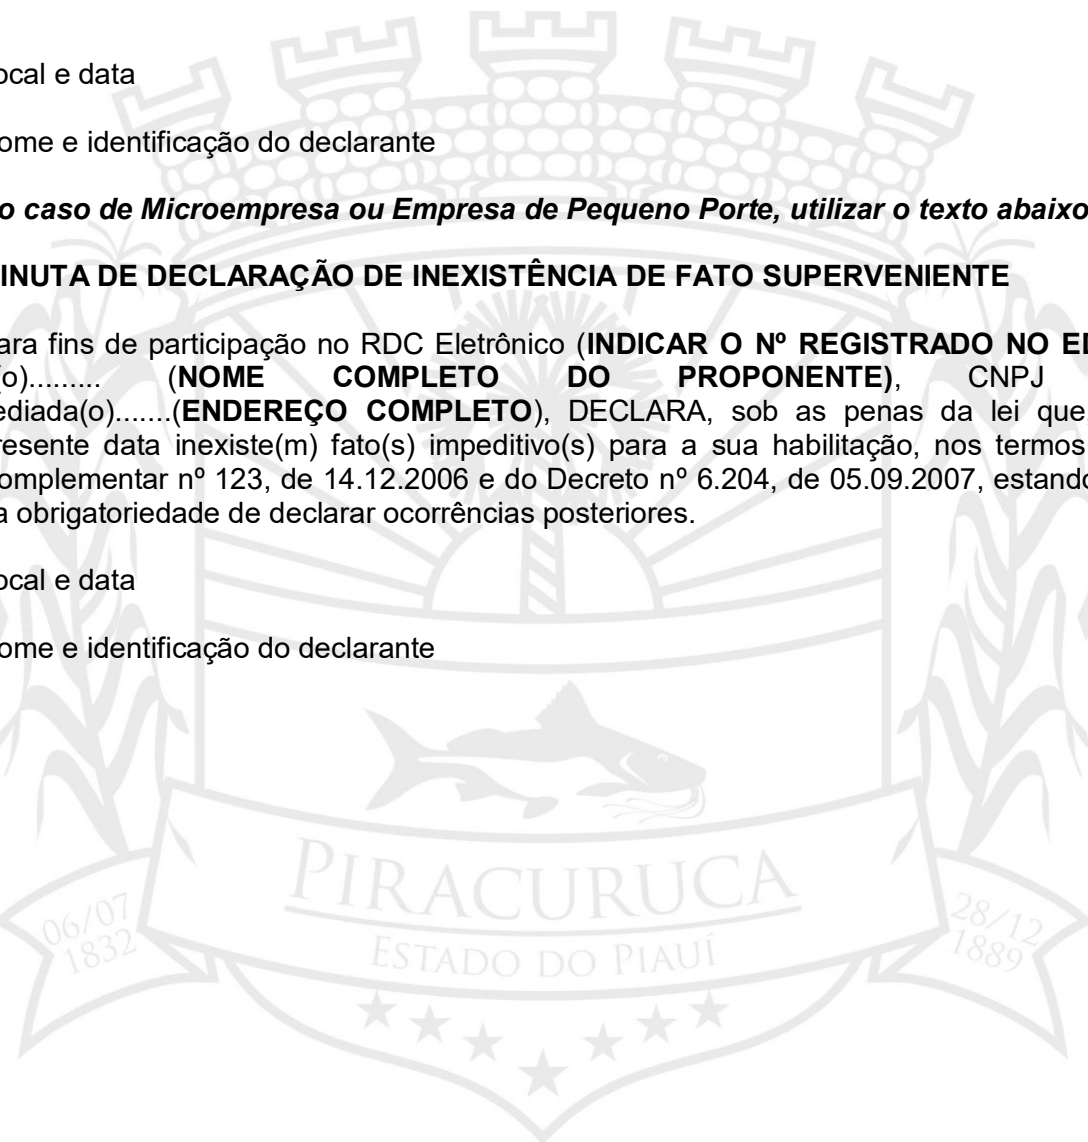 ocal e data
ome e identificação do declarante
o caso de Microempresa ou Empresa de Pequeno Porte, utilizar o texto abaixo
INUTA DE DECLARAÇÃO DE INEXISTÊNCIA DE FATO SUPERVENIENTE
ara fins de participação no RDC Eletrônico (INDICAR O Nº REGISTRADO NO ED
(o)......... (NOME COMPLETO DO PROPONENTE), CNPJ
ediada(o).......(ENDEREÇO COMPLETO), DECLARA, sob as penas da lei que,
resente data inexiste(m) fato(s) impeditivo(s) para a sua habilitação, nos termos
omplementar nº 123, de 14.12.2006 e do Decreto nº 6.204, de 05.09.2007, estando
a obrigatoriedade de declarar ocorrências posteriores.
ocal e data
ome e identificação do declarante
PIRACURUCA
06/07
1832
28/12
1889
ESTADO DO PIAUÍ